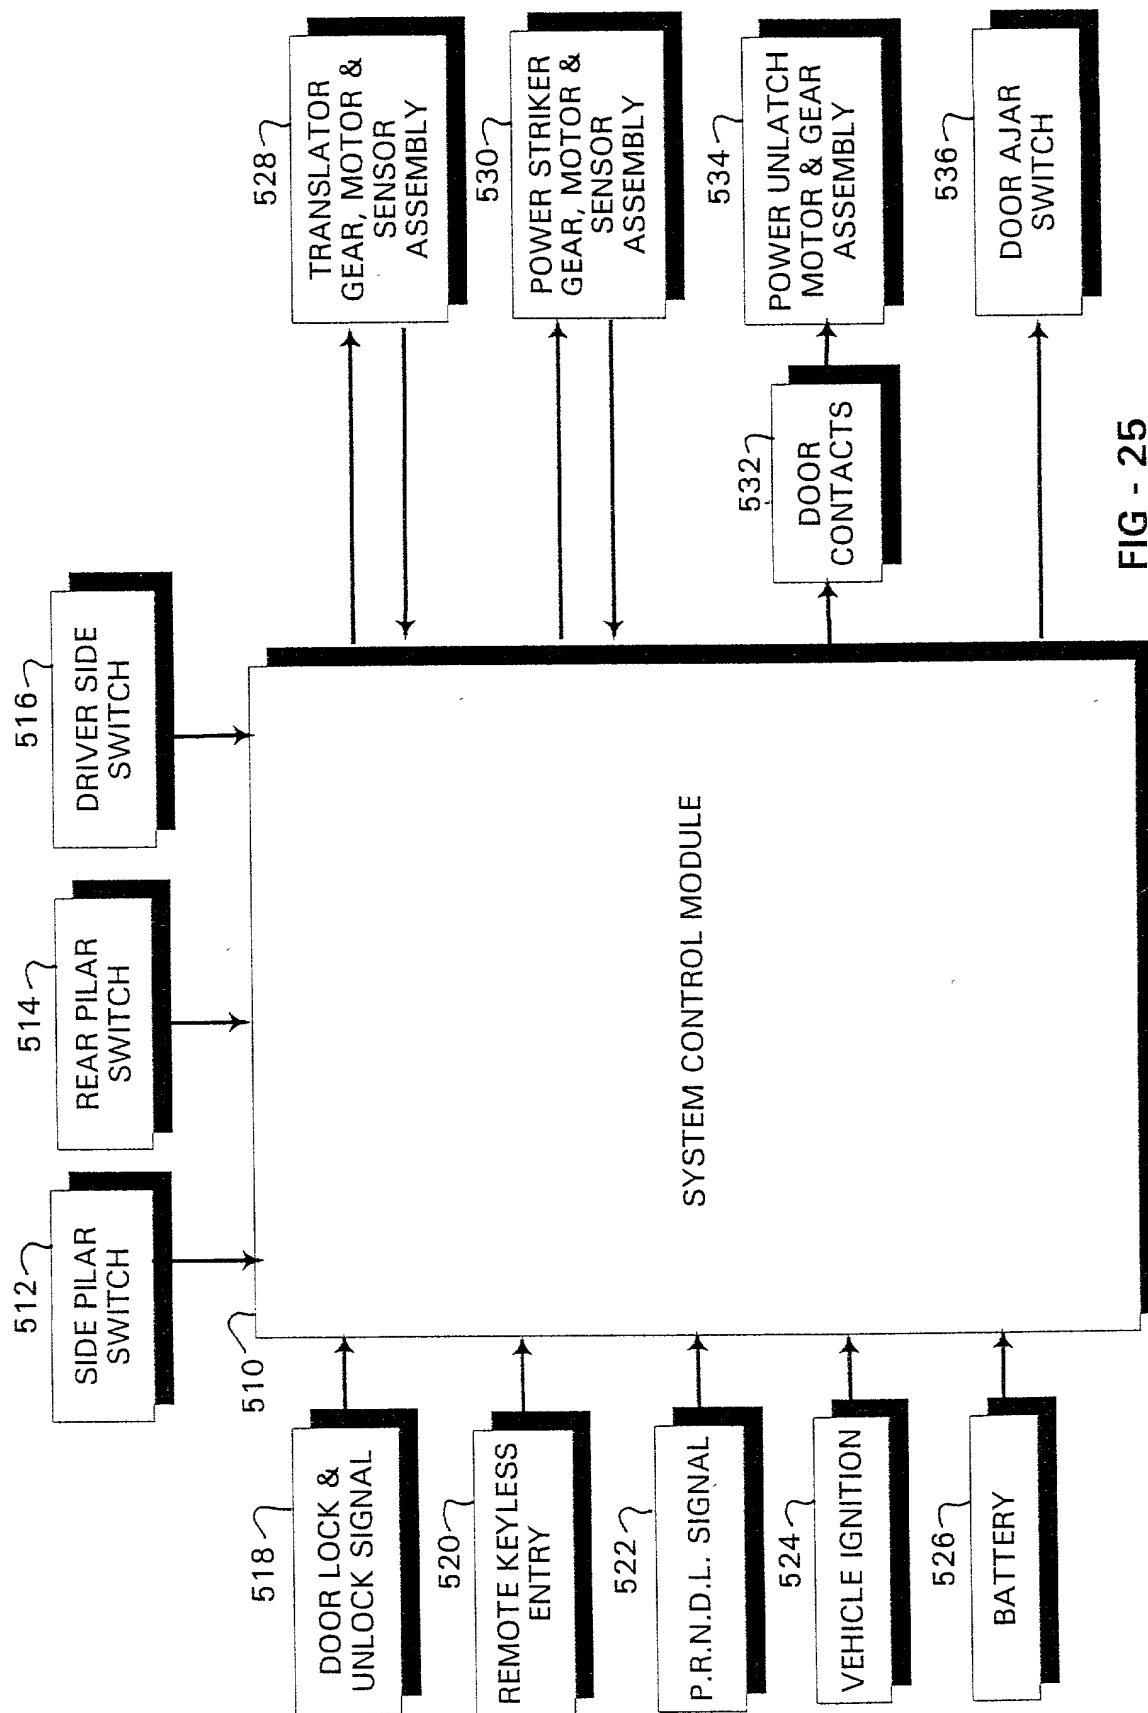 516
DRIVER SIDE
SWITCH
514
REAR PILAR
SWITCH
512
SIDE PILAR
SWITCH
510
SYSTEM CONTROL MODULE
518
DOOR LOCK &
UNLOCK SIGNAL
520
REMOTE KEYLESS
ENTRY
522
P.R.N.D.L. SIGNAL
524
VEHICLE IGNITION
526
BATTERY
528
TRANSLATOR
GEAR, MOTOR &
SENSOR
ASSEMBLY
530
POWER STRIKER
GEAR, MOTOR &
SENSOR
ASSEMBLY
532
DOOR
CONTACTS
534
POWER UNLATCH
MOTOR & GEAR
ASSEMBLY
536
DOOR AJAR
SWITCH
FIG - 25